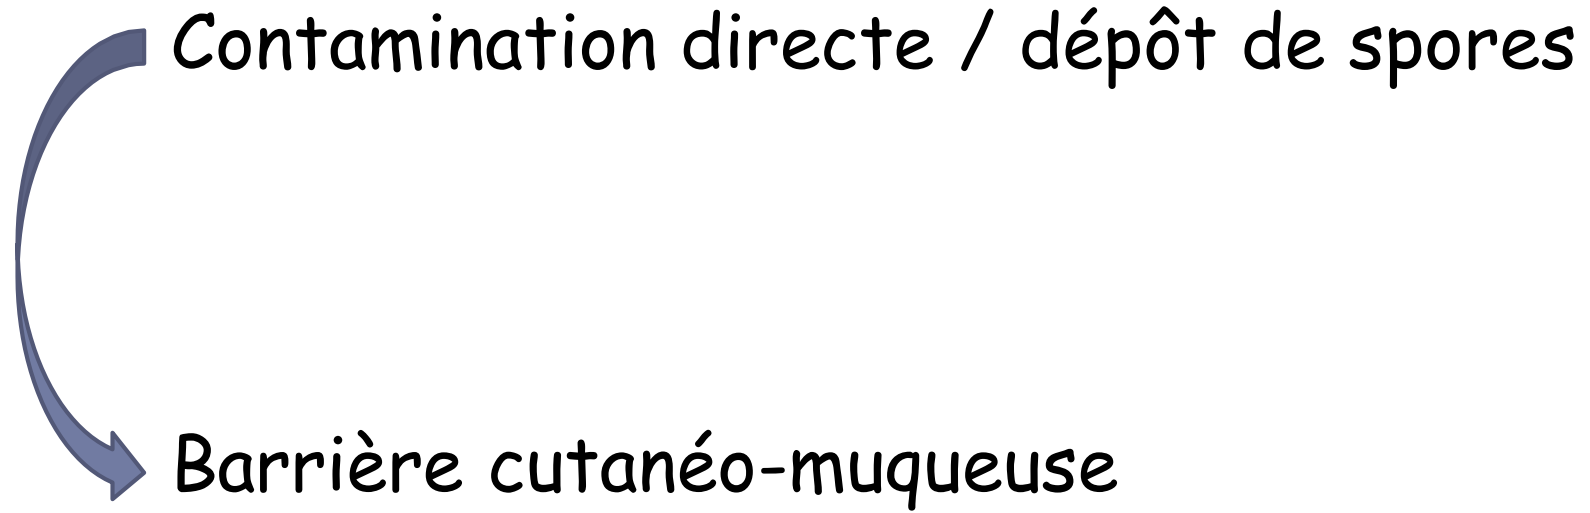 Contamination directe / dépôt de spores
Barrière cutanéo-muqueuse